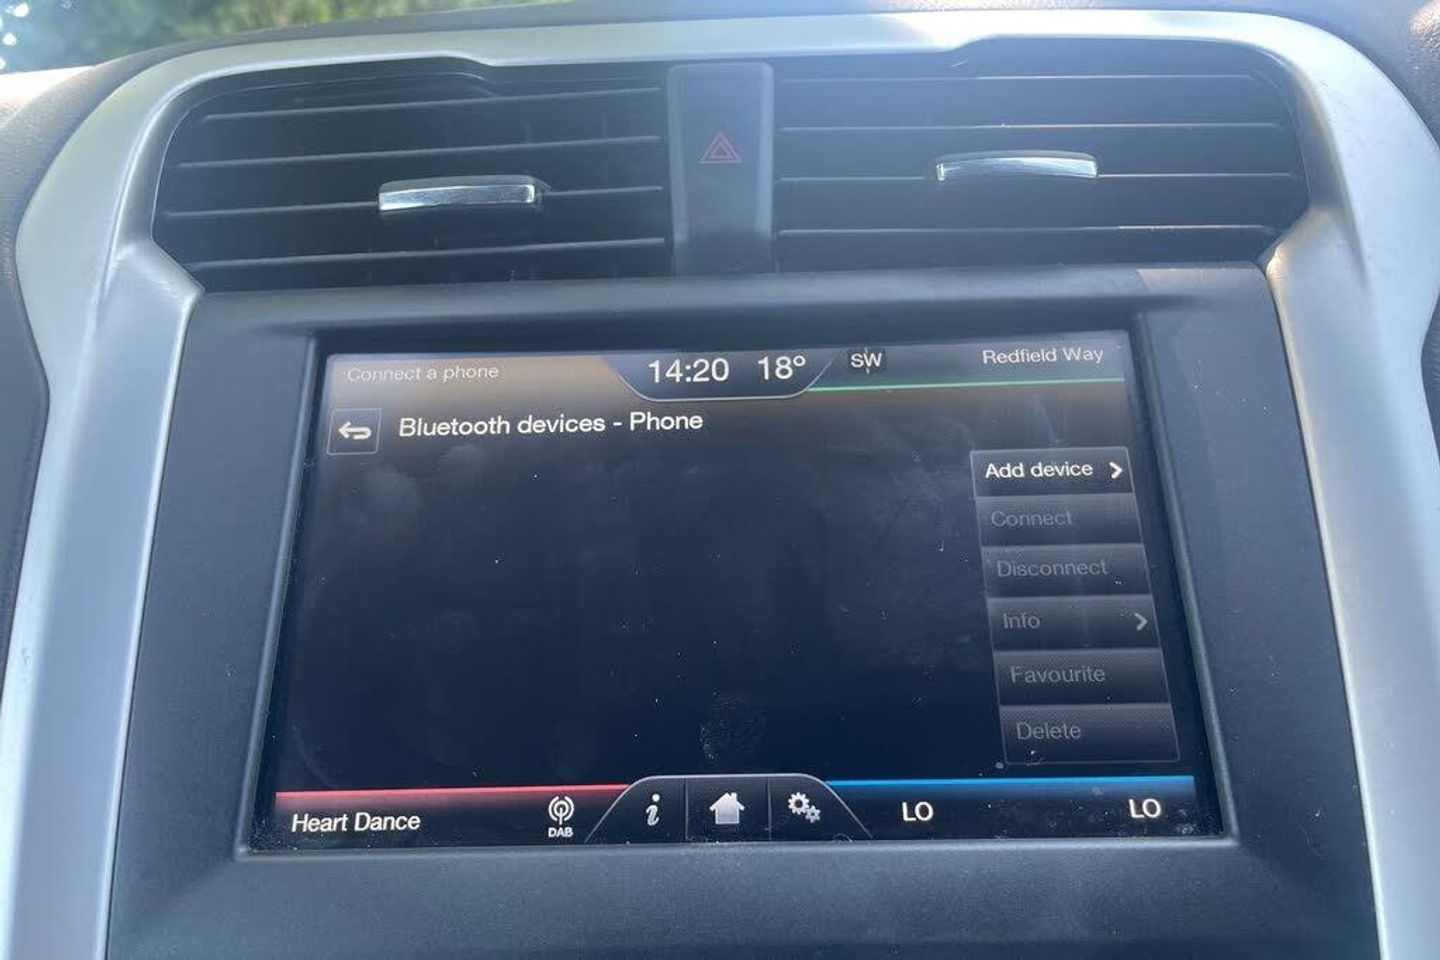 Connect a phone
14:20 18° SW Redfield Way
Bluetooth devices - Phone
Add device
Connect
Disconnect
Info
Favourite
Delete
Heart Dance
DAB
i
LO
LO